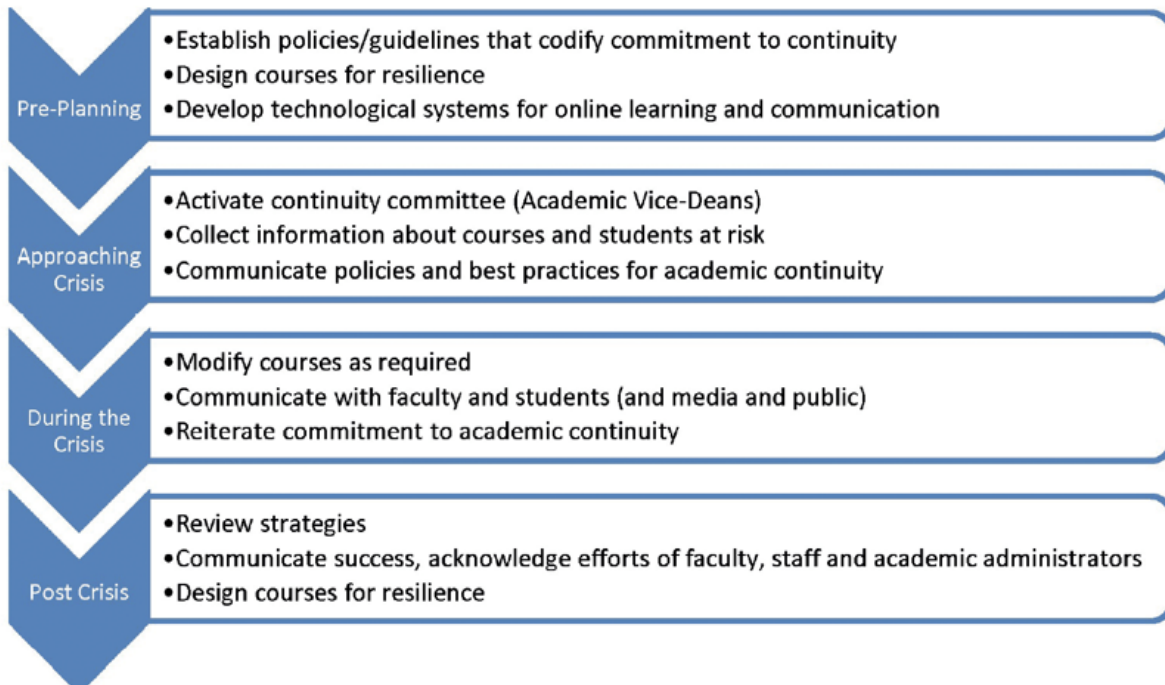 Pre-Planning
•Establish policies/guidelines that codify commitment to continuity
•Design courses for resilience
•Develop technological systems for online learning and communication
Approaching
Crisis
•Activate continuity committee (Academic Vice-Deans)
•Collect information about courses and students at risk
•Communicate policies and best practices for academic continuity
During the
Crisis
•Modify courses as required
•Communicate with faculty and students (and media and public)
•Reiterate commitment to academic continuity
Post Crisis
•Review strategies
•Communicate success, acknowledge efforts of faculty, staff and academic administrators
•Design courses for resilience